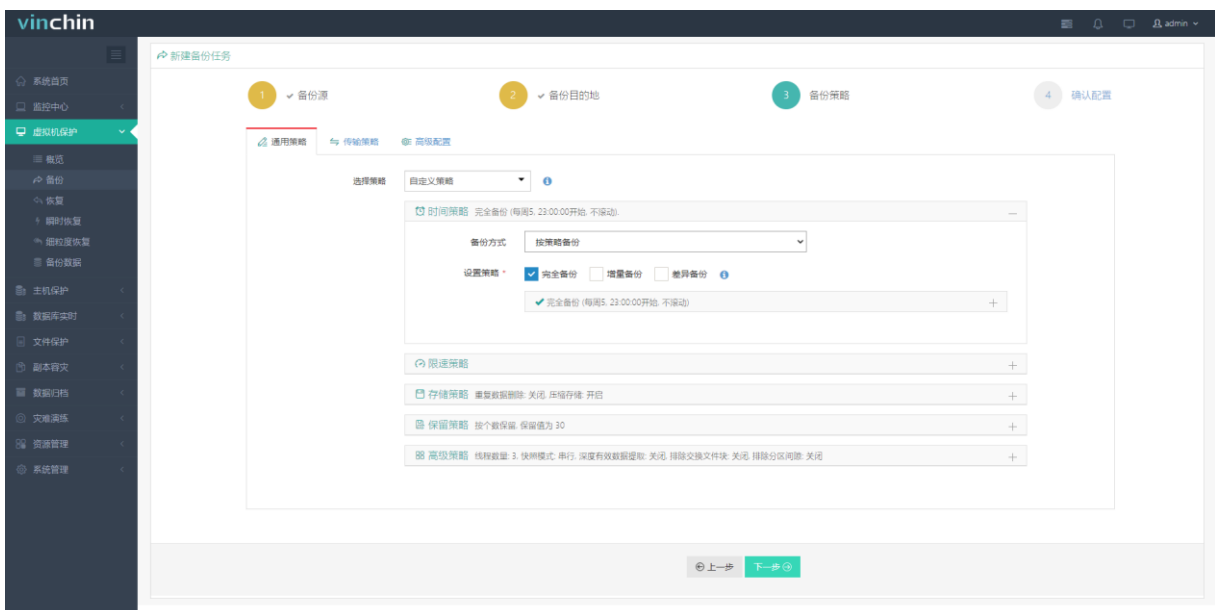 vinchin
admin
新建备份任务
系统首页
监控中心
虚拟机保护
概览
备份
恢复
瞬时恢复
细粒度恢复
备份数据
主机保护
数据库实时
文件保护
副本容灾
数据归档
灾难演练
资源管理
系统管理
1 备份源
2 备份目的地
3 备份策略
4 确认配置
通用策略 传输策略 高级配置
选择策略 自定义策略
时间策略 完全备份 (每周5, 23:00:00开始, 不滚动).
备份方式 按策略备份
设置策略 * 完全备份 增量备份 差异备份
完全备份 (每周5, 23:00:00开始, 不滚动)
限速策略
存储策略 重复数据删除: 关闭, 压缩存储: 开启
保留策略 按个数保留, 保留值为 30
高级策略 线程数量: 3, 快照模式: 串行, 深度有效数据提取: 关闭, 排除交换文件块: 关闭, 排除分区间隙: 关闭
上一步 下一步